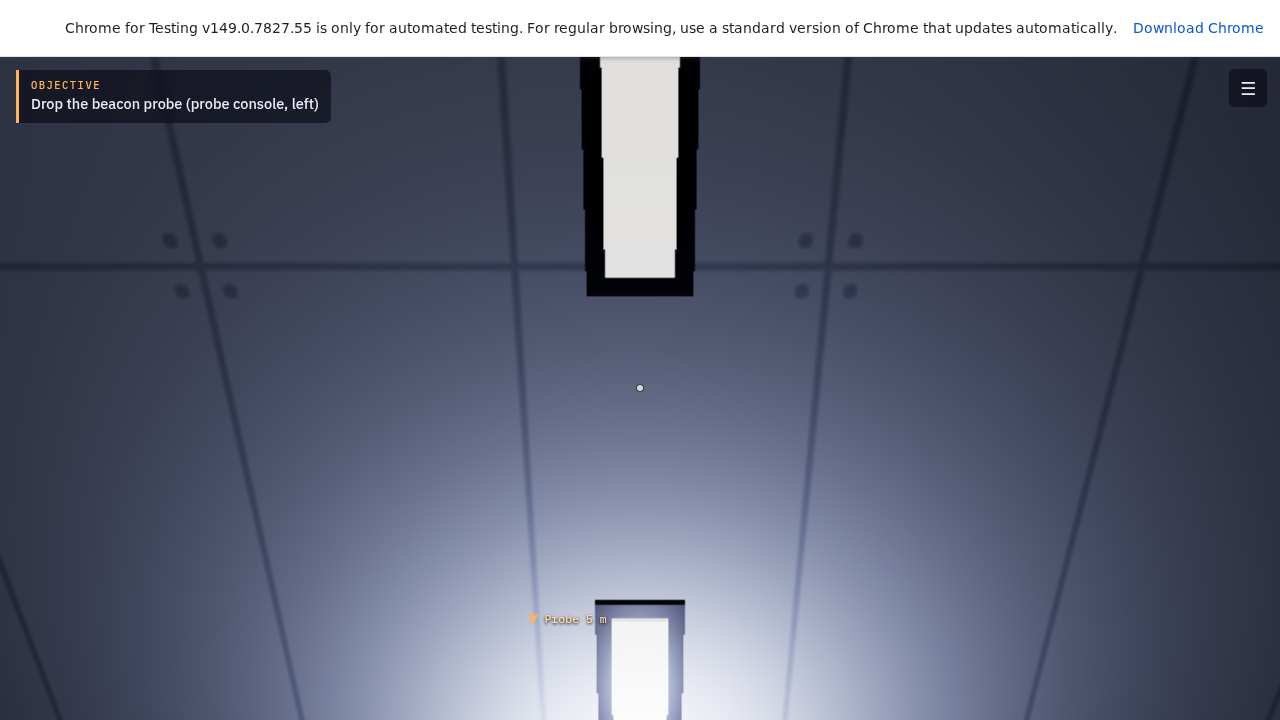 Chrome for Testing v149.0.7827.55 is only for automated testing. For regular browsing, use a standard version of Chrome that updates automatically. Download Chrome
OBJECTIVE
Drop the beacon probe (probe console, left)
Probe 5 m